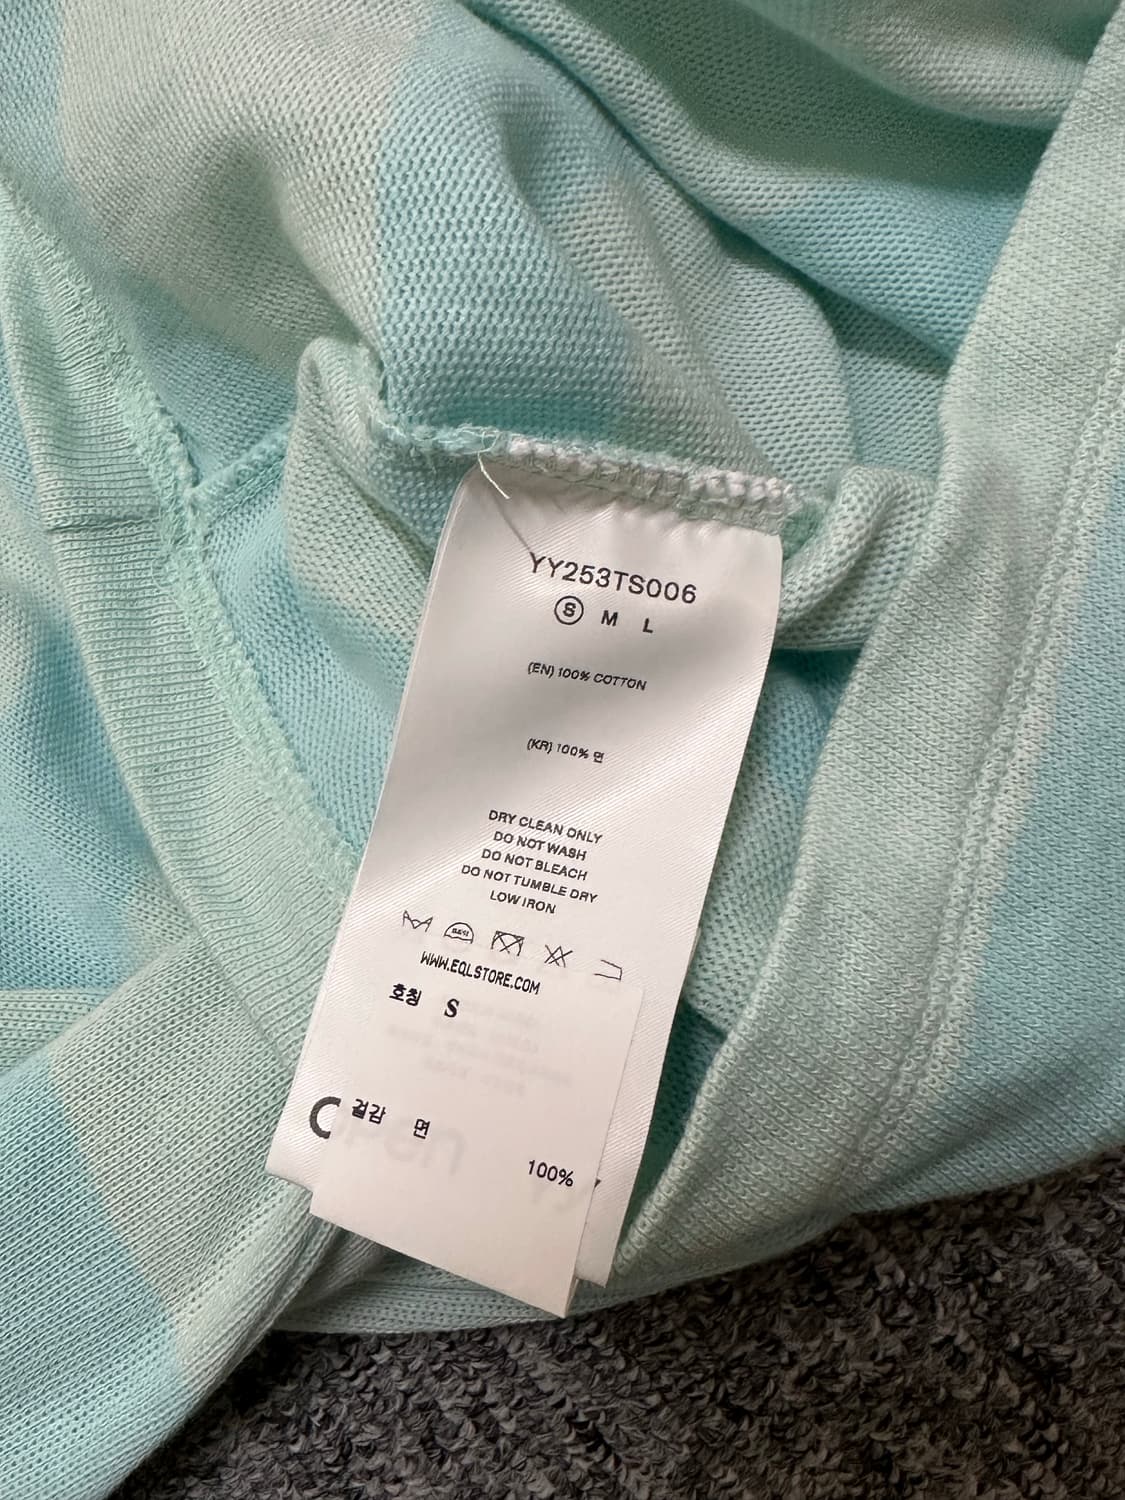 YY253TS006
S M L
(EN) 100% COTTON
(KR) 100% 면
DRY CLEAN ONLY
DO NOT WASH
DO NOT BLEACH
DO NOT TUMBLE DRY
LOW IRON
WWW.EQLSTORE.COM
호칭 S
겉감 면
100%